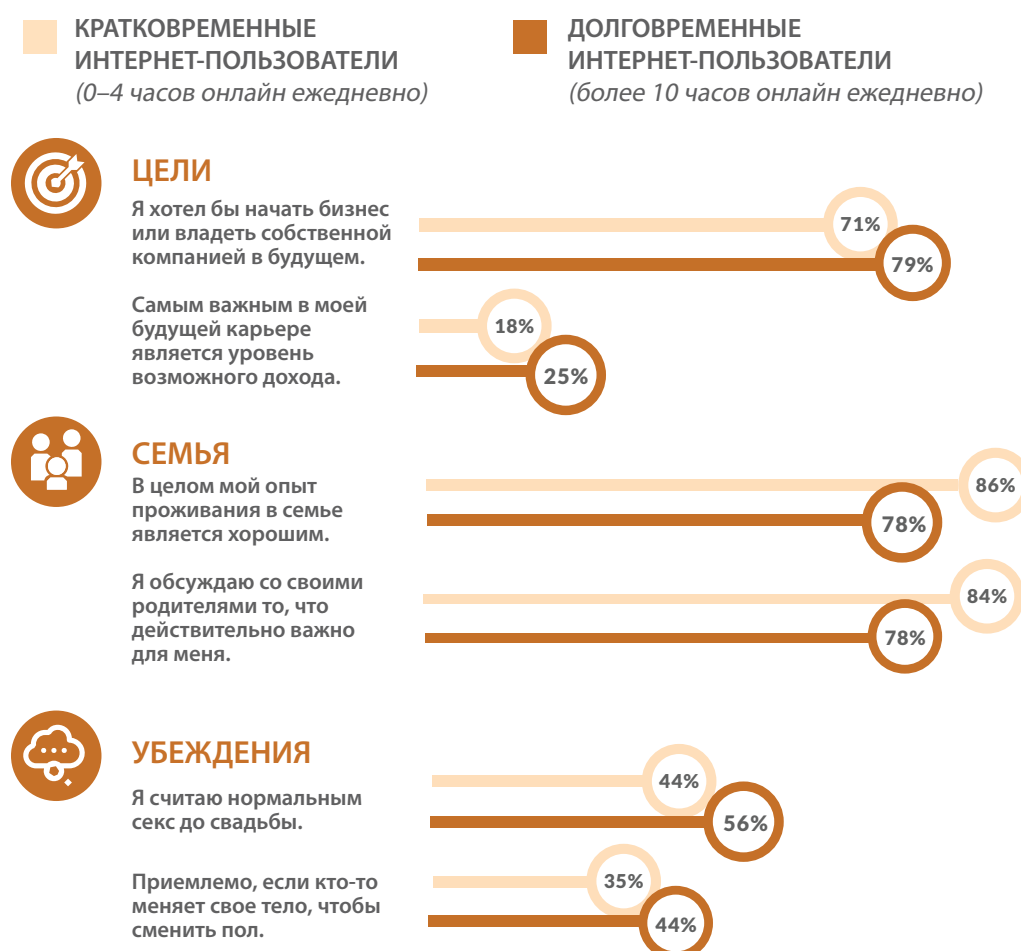 КРАТКОВРЕМЕННЫЕ
ИНТЕРНЕТ-ПОЛЬЗОВАТЕЛИ
(0–4 часов онлайн ежедневно)
ДОЛГОВРЕМЕННЫЕ
ИНТЕРНЕТ-ПОЛЬЗОВАТЕЛИ
(более 10 часов онлайн ежедневно)
ЦЕЛИ
Я хотел бы начать бизнес
или владеть собственной
компанией в будущем.
71%
79%
Самым важным в моей
будущей карьере
является уровень
возможного дохода.
18%
25%
СЕМЬЯ
В целом мой опыт
проживания в семье
является хорошим.
86%
78%
Я обсуждаю со своими
родителями то, что
действительно важно
для меня.
84%
78%
УБЕЖДЕНИЯ
Я считаю нормальным
секс до свадьбы.
44%
56%
Приемлемо, если кто-то
меняет свое тело, чтобы
сменить пол.
35%
44%